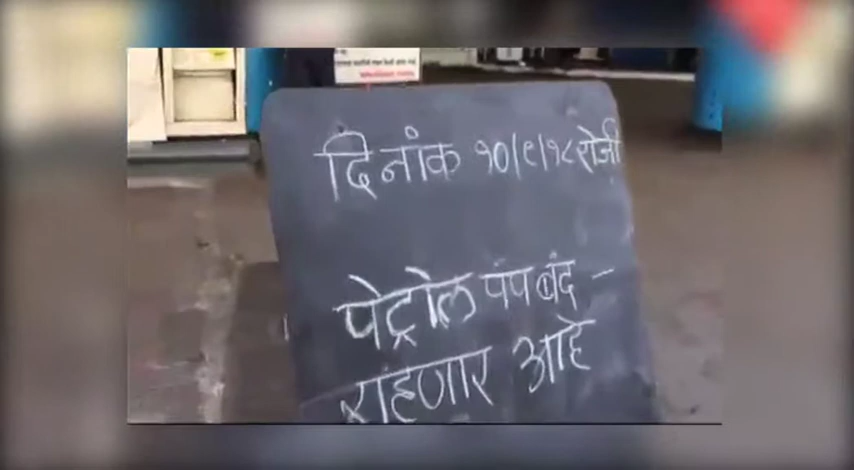 दिनांक १०/९/१८ रोजी
पेट्रोल पंप बंद –
राहणार आहे